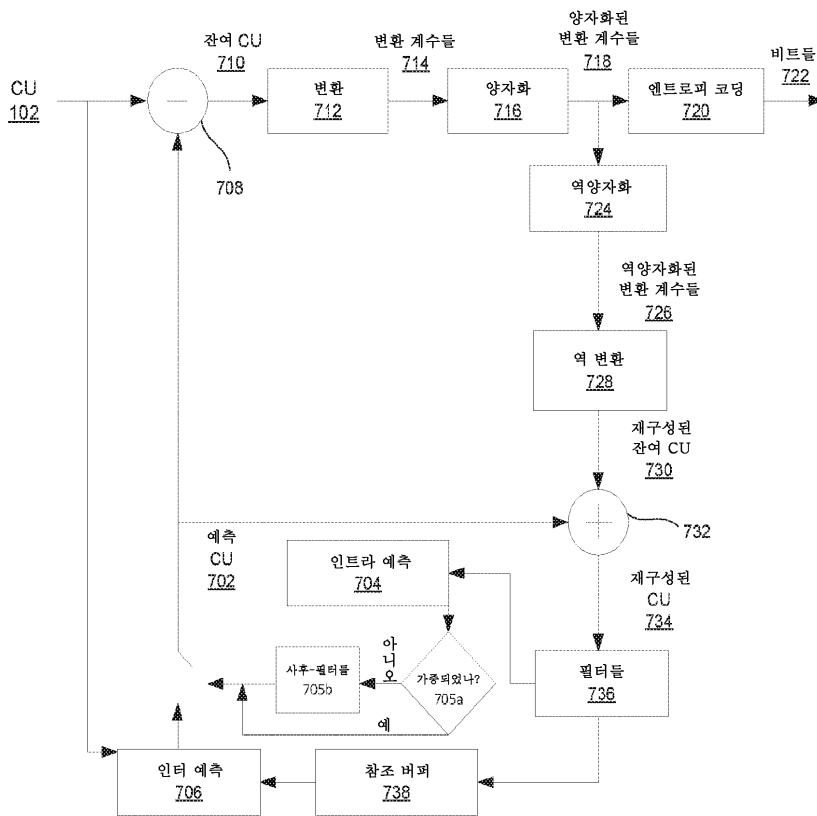 CU
102
잔여 CU
710
변환
712
변환 계수들
714
양자화
716
양자화된
변환 계수들
718
엔트로피 코딩
720
비트들
722
708
역양자화
724
역양자화된
변환 계수들
726
역 변환
728
재구성된
잔여 CU
730
732
예측
CU
702
인트라 예측
704
재구성된
CU
734
아니오
사후-필터들
705b
가중되었나?
705a
필터들
736
예
인터 예측
706
참조 버퍼
738